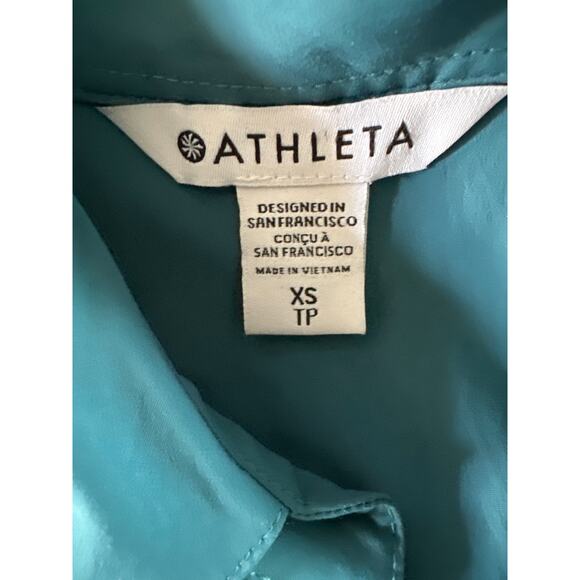 ATHLETA
DESIGNED IN
SAN FRANCISCO
CONÇU À
SAN FRANCISCO
MADE IN VIETNAM
XS
TP